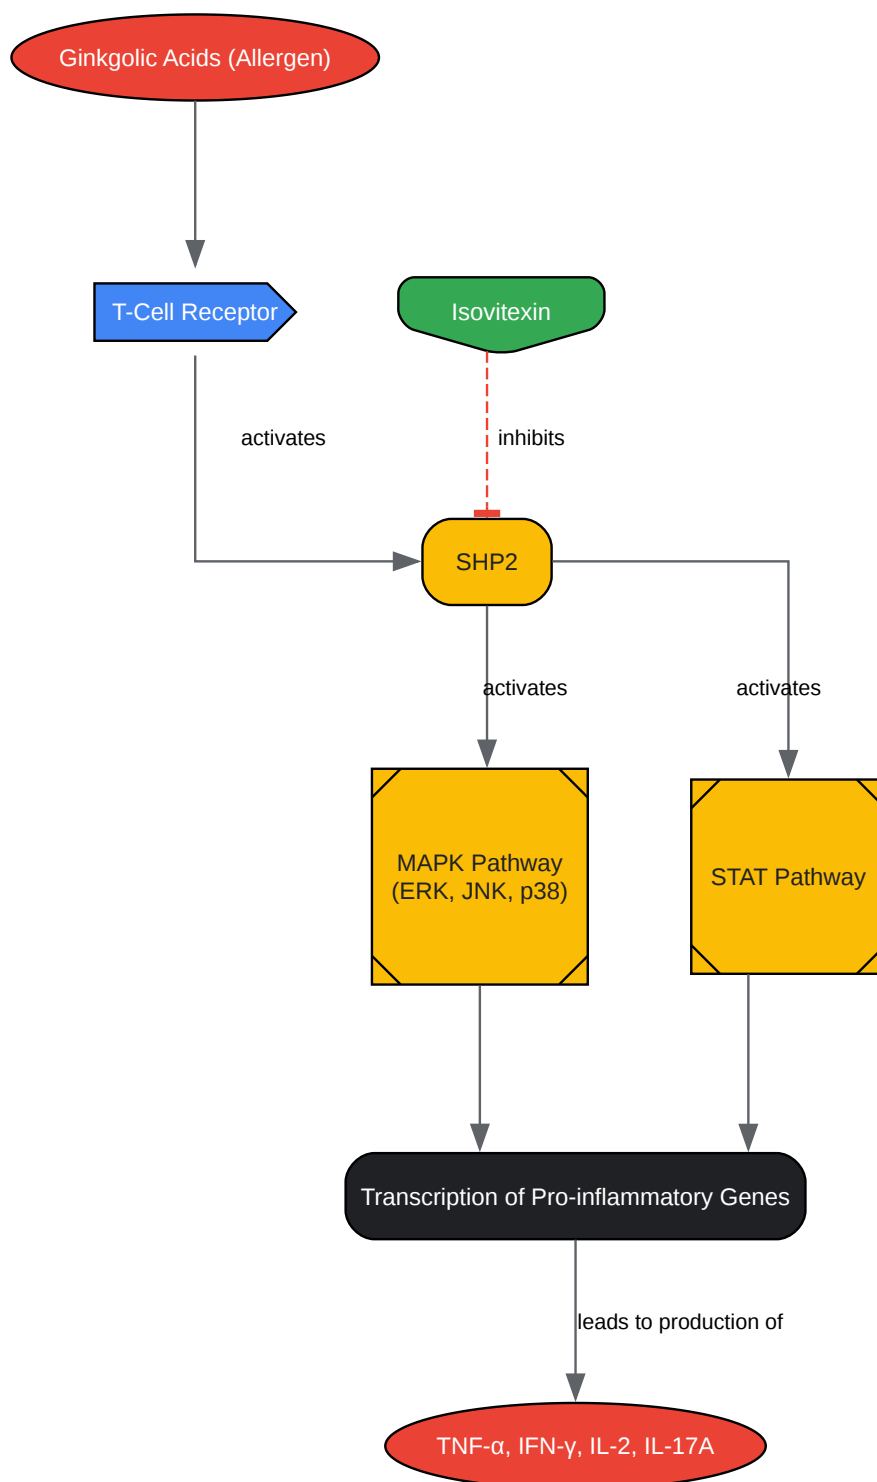 Ginkgolic Acids (Allergen)
T-Cell Receptor
Isovitexin
activates
inhibits
SHP2
activates
activates
MAPK Pathway
(ERK, JNK, p38)
STAT Pathway
Transcription of Pro-inflammatory Genes
leads to production of
TNF-α, IFN-γ, IL-2, IL-17A